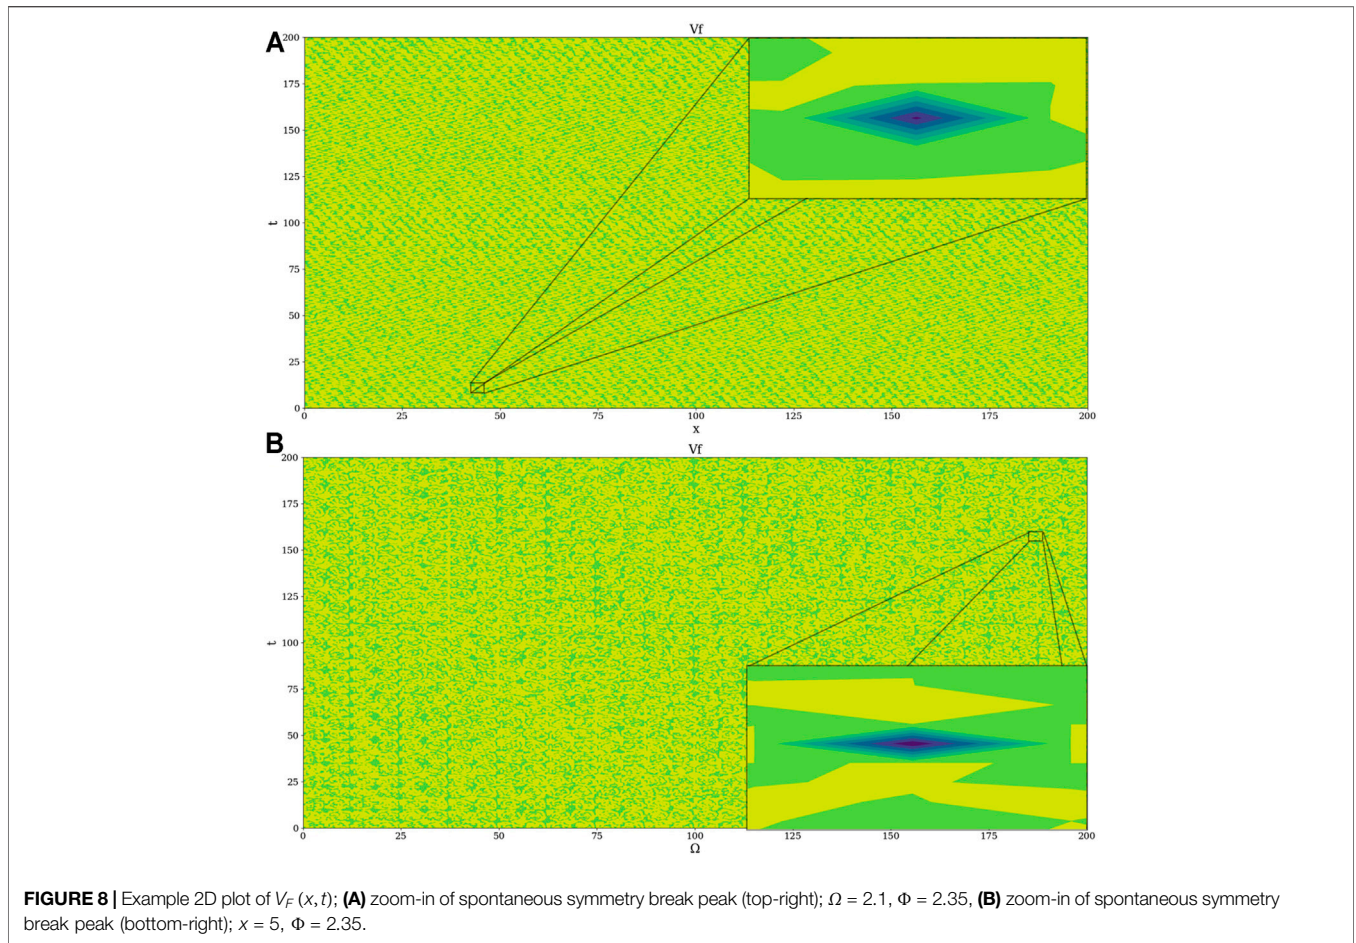 A
Vf
200
175
150
125
t 100
75
50
25
0
0 25 50 75 100 125 150 175 200
x
B
Vf
200
175
150
125
t 100
75
50
25
0
0 25 50 75 100 125 150 175 200
Ω
FIGURE 8 | Example 2D plot of V_F (x, t); (A) zoom-in of spontaneous symmetry break peak (top-right); Ω = 2.1, Φ = 2.35, (B) zoom-in of spontaneous symmetry
break peak (bottom-right); x = 5, Φ = 2.35.